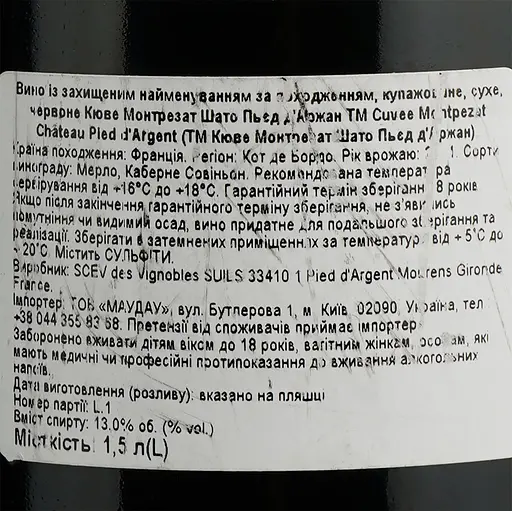 Вино із захищеним найменуванням за походженням, купажоване, сухе,
червоне Кюве Монтрезат Шато Пьєд д'Аржан ТМ Cuvee Montrezat
Château Pied d'Argent (ТМ Кюве Монтрезат Шато Пьєд д'Аржан)
Країна походження: Франція. Регіон: Кот де Бордо. Рік врожаю: Сорти
винограду: Мерло, Каберне Совіньон. Рекомендована температура
сервірування від +16°С до +18°С. Гарантійний термін зберігання 8 років
Якщо після закінчення гарантійного терміну зберігання, не з'явились
помутніння чи видимий осад, вино придатне для подальшого зберігання та
реалізації. Зберігати в затемнених приміщеннях за температури від + 5°С до
+ 20°С. Містить СУЛЬФІТИ.
Виробник: SCEV des Vignobles SUILS 33410 1 Pied d'Argent Mourens Gironde
France.
Імпортер: ТОВ «МАУДАУ», вул. Бутлерова 1, м. Київ, 02090, Україна, тел
+38 044 355 83 68. Претензії від споживачів приймає імпортер
Заборонено вживати дітям віком до 18 років, вагітним жінкам, особам, які
мають медичні чи професійні протипоказання до вживання алкогольних
напоїв.
Дата виготовлення (розливу): вказано на пляшці
Номер партії: L.1
Вміст спирту: 13.0% об. (% vol.)
Місткість: 1,5 л(L)